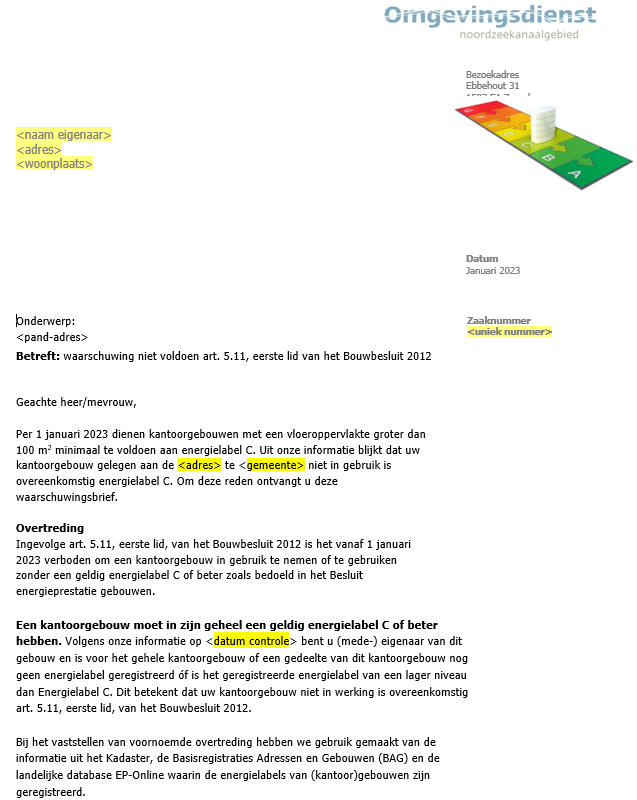 Omgevingsdienst
noordzeekanaalgebied
Bezoekadres
Ebbehout 31
<naam eigenaar>
<adres>
<woonplaats>
G
F
E
D
C
B
A
Datum
Januari 2023
Onderwerp:
<pand-adres>
Zaaknummer
<uniek nummer>
Betreft: waarschuwing niet voldoen art. 5.11, eerste lid van het Bouwbesluit 2012
Geachte heer/mevrouw,
Per 1 januari 2023 dienen kantoorgebouwen met een vloeroppervlakte groter dan
100 m² minimaal te voldoen aan energielabel C. Uit onze informatie blijkt dat uw
kantoorgebouw gelegen aan de <adres> te <gemeente> niet in gebruik is
overeenkomstig energielabel C. Om deze reden ontvangt u deze
waarschuwingsbrief.
Overtreding
Ingevolge art. 5.11, eerste lid, van het Bouwbesluit 2012 is het vanaf 1 januari
2023 verboden om een kantoorgebouw in gebruik te nemen of te gebruiken
zonder een geldig energielabel C of beter zoals bedoeld in het Besluit
energieprestatie gebouwen.
Een kantoorgebouw moet in zijn geheel een geldig energielabel C of beter
hebben. Volgens onze informatie op <datum controle> bent u (mede-) eigenaar van dit
gebouw en is voor het gehele kantoorgebouw of een gedeelte van dit kantoorgebouw nog
geen energielabel geregistreerd óf is het geregistreerde energielabel van een lager niveau
dan Energielabel C. Dit betekent dat uw kantoorgebouw niet in werking is overeenkomstig
art. 5.11, eerste lid, van het Bouwbesluit 2012.
Bij het vaststellen van voornoemde overtreding hebben we gebruik gemaakt van de
informatie uit het Kadaster, de Basisregistraties Adressen en Gebouwen (BAG) en de
landelijke database EP-Online waarin de energielabels van (kantoor)gebouwen zijn
geregistreerd.